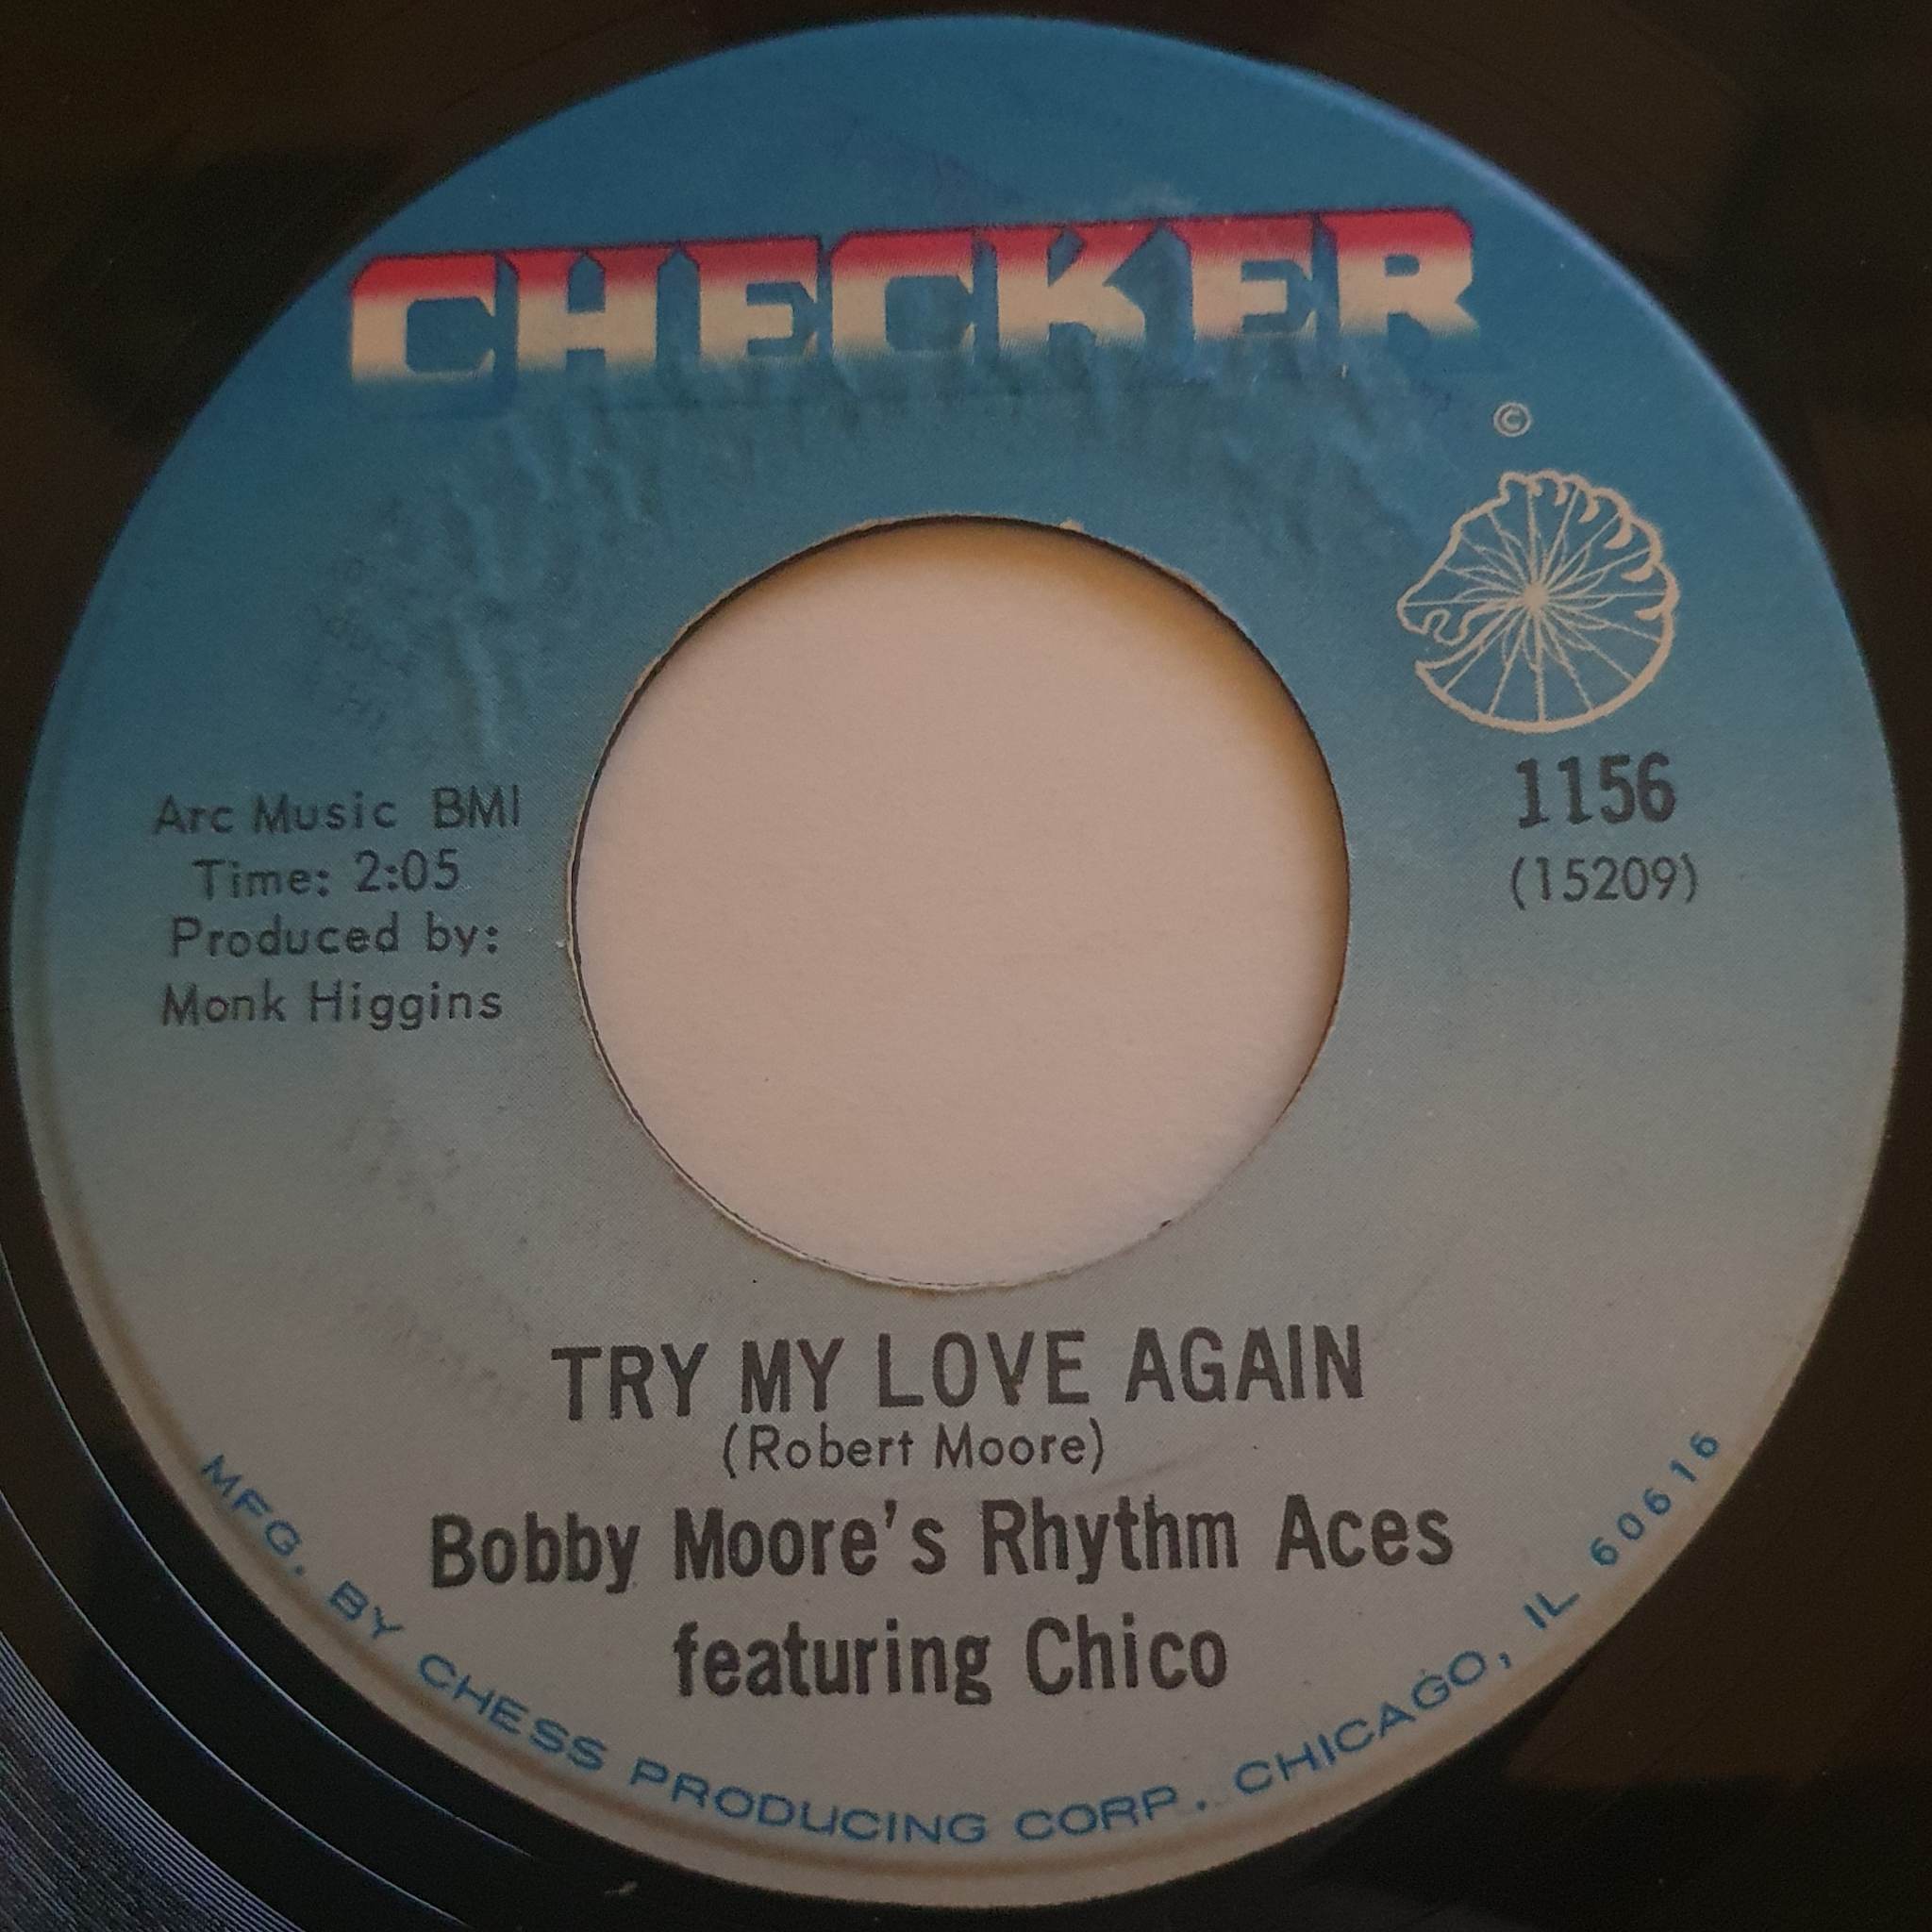 CHECKER
©
Arc Music BMI
Time: 2:05
Produced by:
Monk Higgins
1156
(15209)
TRY MY LOVE AGAIN
(Robert Moore)
Bobby Moore's Rhythm Aces
featuring Chico
MFG. BY CHESS PRODUCING CORP. CHICAGO, IL 60616